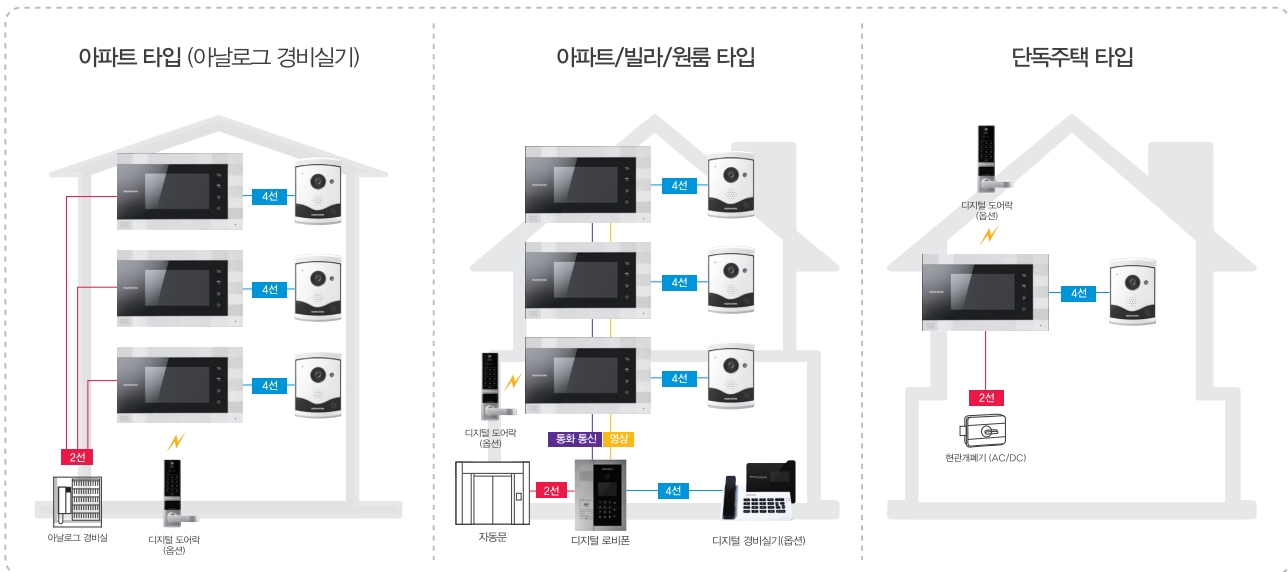 아파트 타입 (아날로그 경비실기)
4선
4선
4선
2선
아날로그 경비실
디지털 도어락
(옵션)
아파트/빌라/원룸 타입
4선
4선
4선
디지털 도어락
(옵션)
통화 통신
영상
2선
4선
자동문
디지털 로비폰
디지털 경비실기(옵션)
단독주택 타입
디지털 도어락
(옵션)
4선
2선
현관개폐기 (AC/DC)